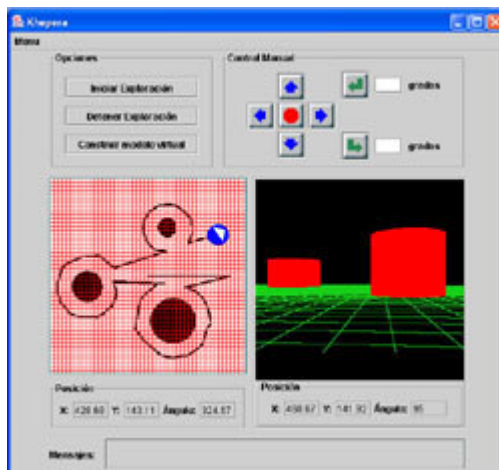 Khepera
Menu
Opciones
Iniciar Exploración
Detener Exploración
Construir modelo virtual
Control Manual
grados
grados
Posición
X: Y: Ángulo:
Posición
X: Y: Ángulo: 95
Mensajes: